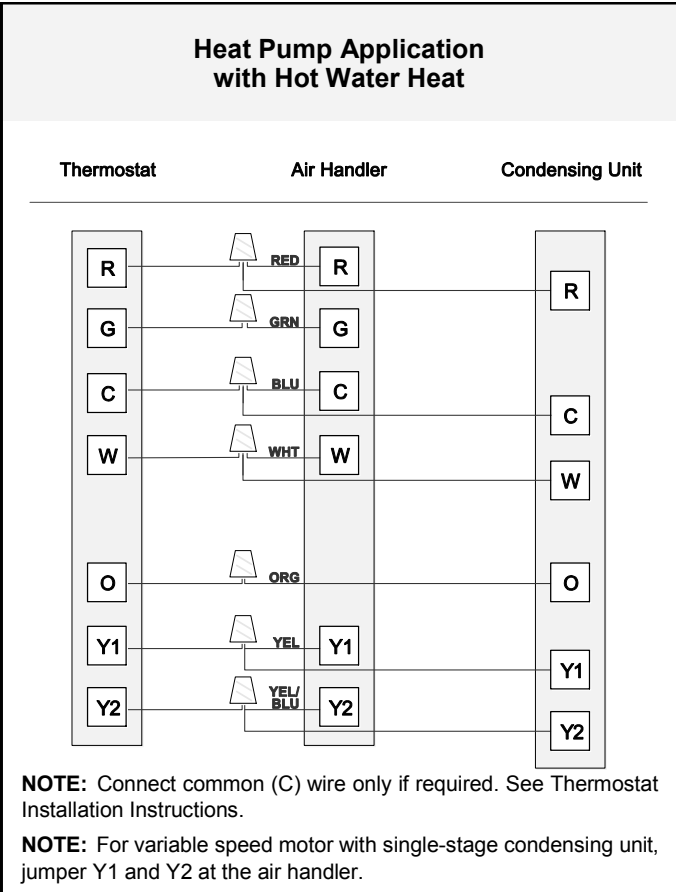 Heat Pump Application
with Hot Water Heat
Thermostat Air Handler Condensing Unit
R RED R
R
G GRN G
C BLU C
C
W WHT W
W
O ORG O
Y1 YEL Y1
Y1
Y2 YEL/
BLU Y2
Y2
NOTE: Connect common (C) wire only if required. See Thermostat
Installation Instructions.
NOTE: For variable speed motor with single-stage condensing unit,
jumper Y1 and Y2 at the air handler.